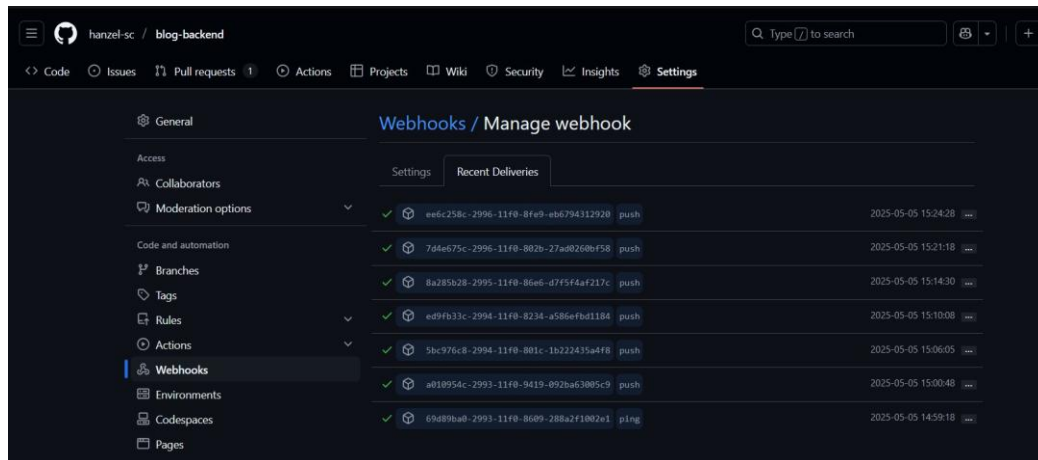 hanzel-sc / blog-backend
Type / to search
Code Issues Pull requests 1 Actions Projects Wiki Security Insights Settings
General
Access
Collaborators
Moderation options
Code and automation
Branches
Tags
Rules
Actions
Webhooks
Environments
Codespaces
Pages
Webhooks / Manage webhook
Settings Recent Deliveries
ee6c258c-2996-11f0-8fe9-eb6794312920 push 2025-05-05 15:24:28
7d4e675c-2996-11f0-802b-27ad0260bf58 push 2025-05-05 15:21:18
8a285b28-2995-11f0-86e6-d7f5f4af217c push 2025-05-05 15:14:30
ed9fb33c-2994-11f0-8234-a586efbd1184 push 2025-05-05 15:10:08
5bc976c8-2994-11f0-801c-1b222435a4f8 push 2025-05-05 15:06:05
a010954c-2993-11f0-9419-092ba63005c9 push 2025-05-05 15:00:48
69d89ba0-2993-11f0-8609-288a2f1002e1 ping 2025-05-05 14:59:18